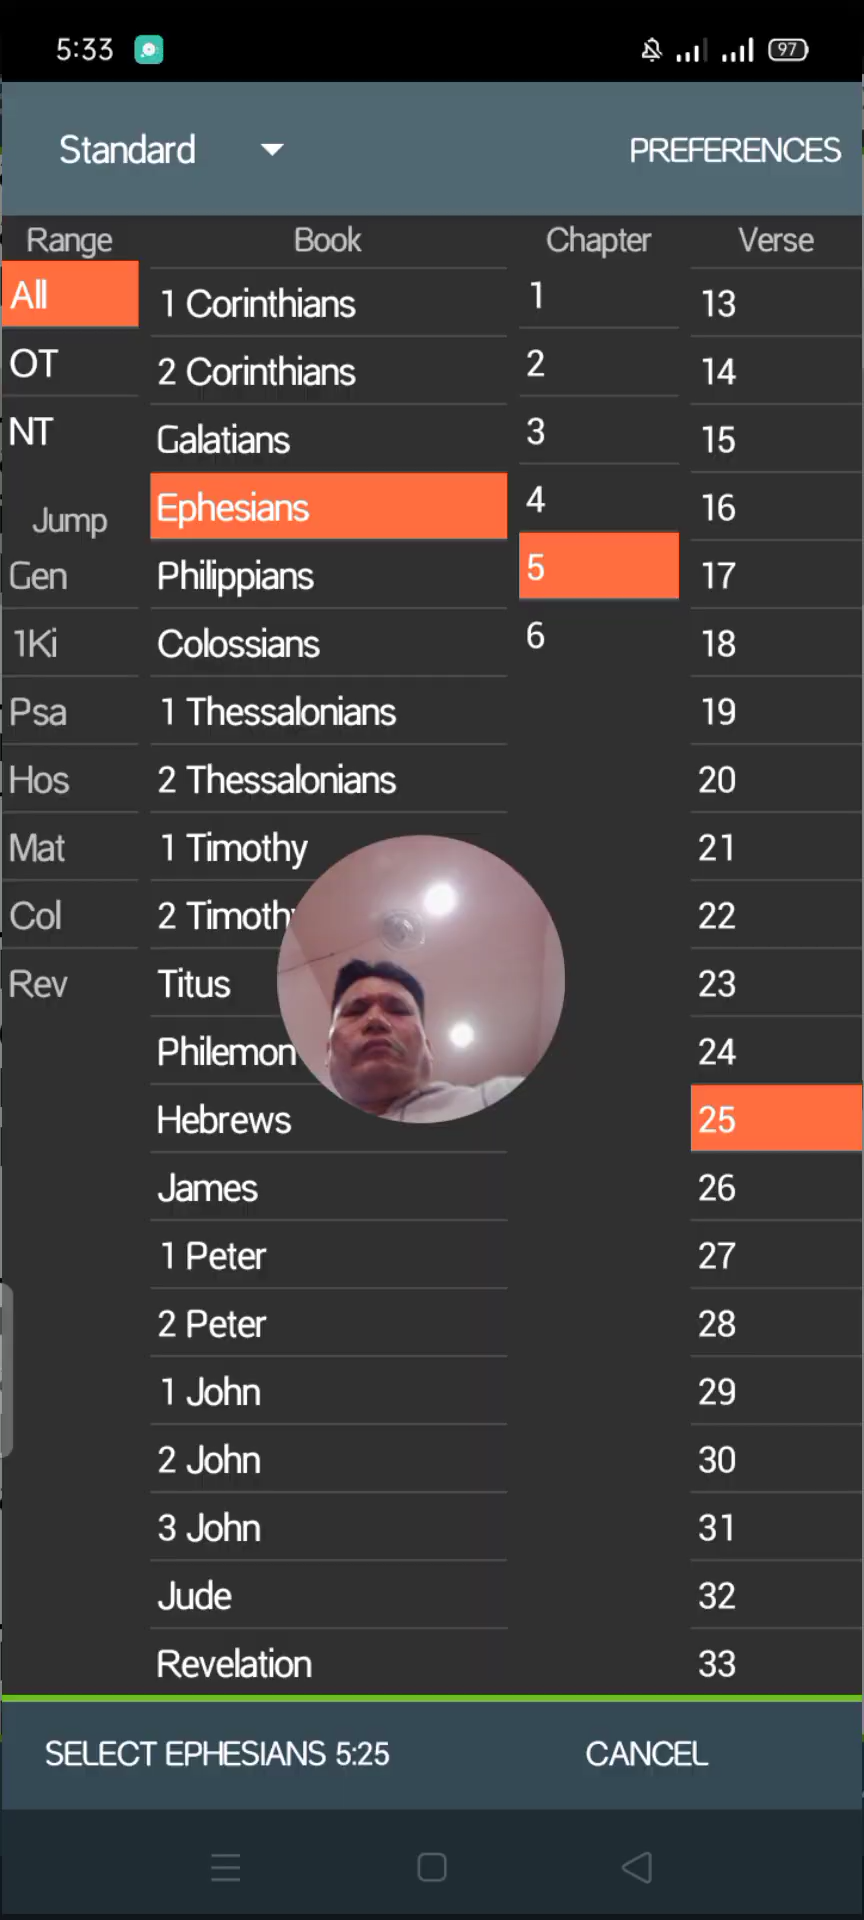 5:33
97
Standard
PREFERENCES
Range Book Chapter Verse
All 1 Corinthians 1 13
OT 2 Corinthians 2 14
NT Galatians 3 15
Jump Ephesians 4 16
Gen Philippians 5 17
1Ki Colossians 6 18
Psa 1 Thessalonians 19
Hos 2 Thessalonians 20
Mat 1 Timothy 21
Col 2 Timothy 22
Rev Titus 23
Philemon 24
Hebrews 25
James 26
1 Peter 27
2 Peter 28
1 John 29
2 John 30
3 John 31
Jude 32
Revelation 33
SELECT EPHESIANS 5:25 CANCEL